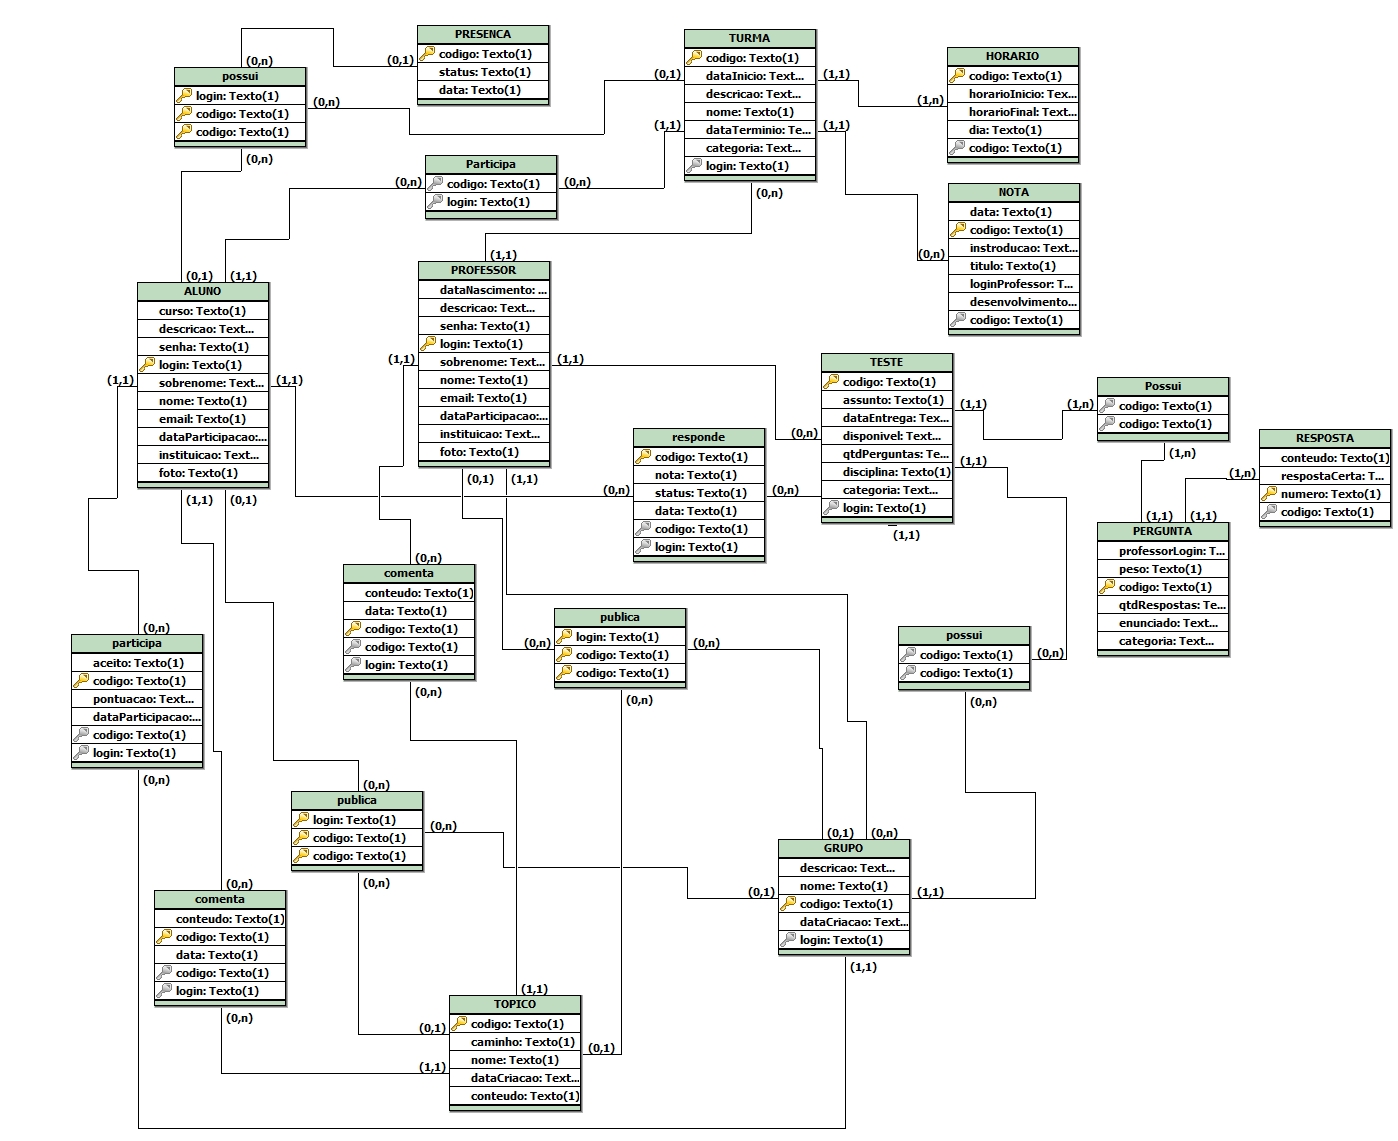 PRESENCA
codigo: Texto(1)
status: Texto(1)
data: Texto(1)
(0,n)
(0,1)
possui
login: Texto(1)
codigo: Texto(1)
codigo: Texto(1)
(0,n)
(0,n)
TURMA
codigo: Texto(1)
dataInicio: Text...
descricao: Text...
nome: Texto(1)
dataTerminio: Te...
categoria: Text...
login: Texto(1)
(0,1)
(1,1)
(1,1)
(1,1)
(0,n)
HORARIO
codigo: Texto(1)
horarioInicio: Tex...
horarioFinal: Text...
dia: Texto(1)
codigo: Texto(1)
(1,n)
Participa
codigo: Texto(1)
login: Texto(1)
(0,n)
(0,n)
NOTA
data: Texto(1)
codigo: Texto(1)
instroducao: Text...
titulo: Texto(1)
loginProfessor: T...
desenvolvimento...
codigo: Texto(1)
(0,n)
(0,1)
(1,1)
ALUNO
curso: Texto(1)
descricao: Text...
senha: Texto(1)
login: Texto(1)
sobrenome: Text...
nome: Texto(1)
email: Texto(1)
dataParticipacao:...
instituicao: Text...
foto: Texto(1)
(1,1)
(1,1)
(1,1)
(0,1)
(1,1)
PROFESSOR
dataNascimento: ...
descricao: Text...
senha: Texto(1)
login: Texto(1)
sobrenome: Text...
nome: Texto(1)
email: Texto(1)
dataParticipacao:...
instituicao: Text...
foto: Texto(1)
(1,1)
(1,1)
(0,1)
(1,1)
TESTE
codigo: Texto(1)
assunto: Texto(1)
dataEntrega: Tex...
disponivel: Text...
qtdPerguntas: Te...
disciplina: Texto(1)
categoria: Text...
login: Texto(1)
(0,n)
(1,1)
(1,1)
(1,1)
Possui
codigo: Texto(1)
codigo: Texto(1)
(1,n)
(1,n)
RESPOSTA
conteudo: Texto(1)
respostaCerta: T...
numero: Texto(1)
codigo: Texto(1)
(1,n)
responde
codigo: Texto(1)
nota: Texto(1)
status: Texto(1)
data: Texto(1)
codigo: Texto(1)
login: Texto(1)
(0,n)
(0,n)
(1,1)
(1,1)
PERGUNTA
professorLogin: T...
peso: Texto(1)
codigo: Texto(1)
qtdRespostas: Te...
enunciado: Text...
categoria: Text...
(0,n)
comenta
conteudo: Texto(1)
data: Texto(1)
codigo: Texto(1)
codigo: Texto(1)
login: Texto(1)
(0,n)
publica
login: Texto(1)
codigo: Texto(1)
codigo: Texto(1)
(0,n)
(0,n)
(0,n)
possui
codigo: Texto(1)
codigo: Texto(1)
(0,n)
(0,n)
(0,n)
participa
aceito: Texto(1)
codigo: Texto(1)
pontuacao: Text...
dataParticipacao:...
codigo: Texto(1)
login: Texto(1)
(0,n)
(0,n)
publica
login: Texto(1)
codigo: Texto(1)
codigo: Texto(1)
(0,n)
(0,n)
(0,1)
(0,n)
GRUPO
descricao: Text...
nome: Texto(1)
codigo: Texto(1)
dataCriacao: Text...
login: Texto(1)
(0,1)
(1,1)
(1,1)
(0,n)
comenta
conteudo: Texto(1)
codigo: Texto(1)
data: Texto(1)
codigo: Texto(1)
login: Texto(1)
(0,n)
(1,1)
TOPICO
codigo: Texto(1)
caminho: Texto(1)
nome: Texto(1)
dataCriacao: Text...
conteudo: Texto(1)
(0,1)
(0,1)
(1,1)